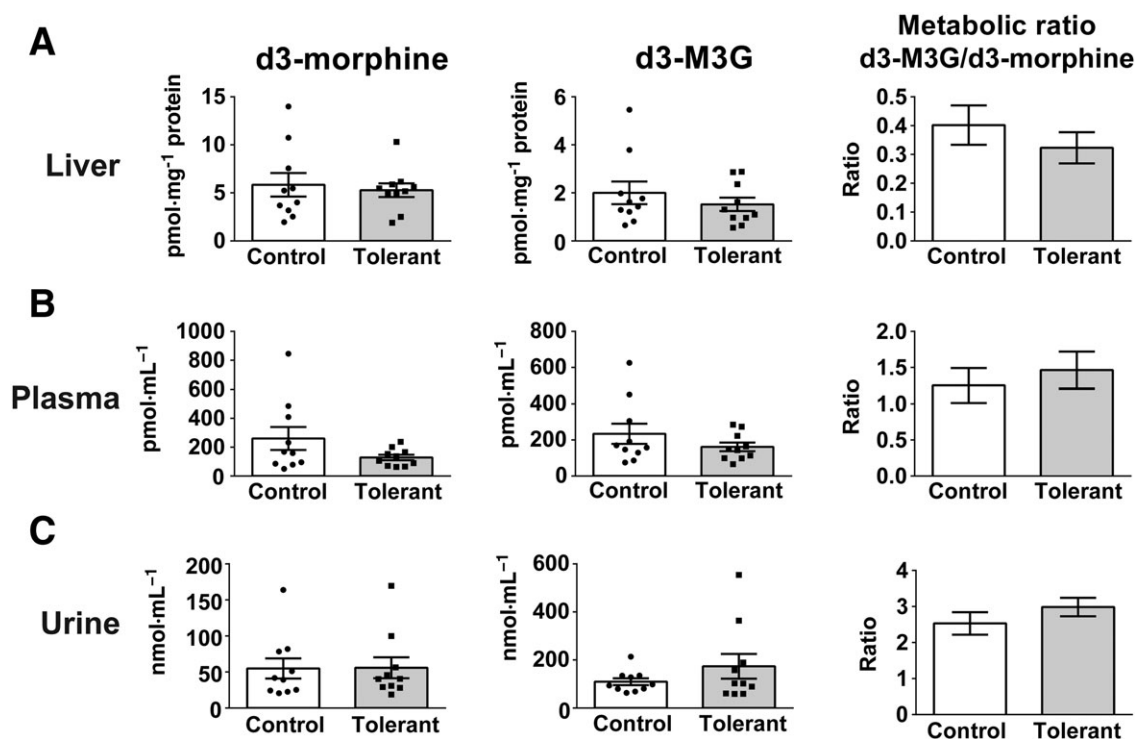 A
d3-morphine
d3-M3G
Metabolic ratio
d3-M3G/d3-morphine
Liver
pmol·mg⁻¹ protein
15
10
5
0
Control Tolerant
pmol·mg⁻¹ protein
6
4
2
0
Control Tolerant
Ratio
0.5
0.4
0.3
0.2
0.1
0.0
Control Tolerant
B
Plasma
pmol·mL⁻¹
1000
800
600
400
200
0
Control Tolerant
pmol·mL⁻¹
800
600
400
200
0
Control Tolerant
Ratio
2.0
1.5
1.0
0.5
0.0
Control Tolerant
C
Urine
nmol·mL⁻¹
200
150
100
50
0
Control Tolerant
nmol·mL⁻¹
600
400
200
0
Control Tolerant
Ratio
4
3
2
1
0
Control Tolerant